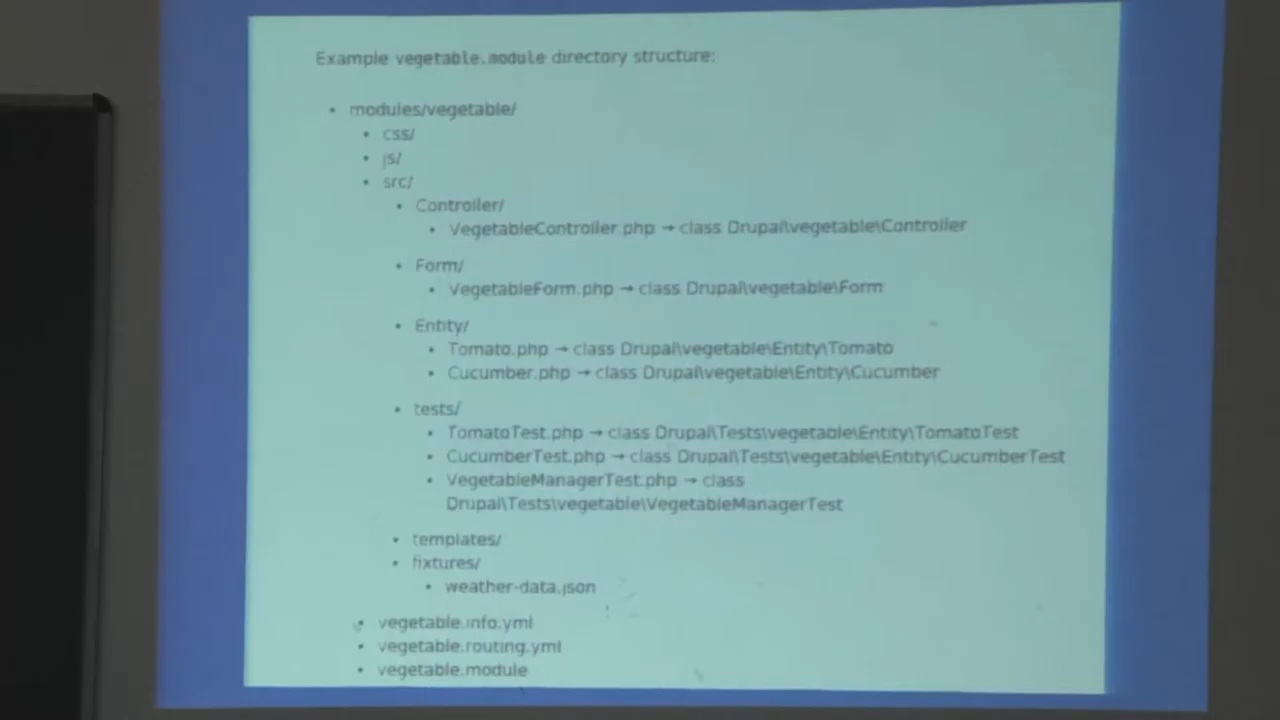 Example vegetable.module directory structure:
• modules/vegetable/
• css/
• js/
• src/
• Controller/
• VegetableController.php → class Drupal\vegetable\Controller
• Form/
• VegetableForm.php → class Drupal\vegetable\Form
• Entity/
• Tomato.php → class Drupal\vegetable\Entity\Tomato
• Cucumber.php → class Drupal\vegetable\Entity\Cucumber
• tests/
• TomatoTest.php → class Drupal\Tests\vegetable\Entity\TomatoTest
• CucumberTest.php → class Drupal\Tests\vegetable\Entity\CucumberTest
• VegetableManagerTest.php → class
Drupal\Tests\vegetable\VegetableManagerTest
• templates/
• fixtures/
• weather-data.json
• vegetable.info.yml
• vegetable.routing.yml
• vegetable.module